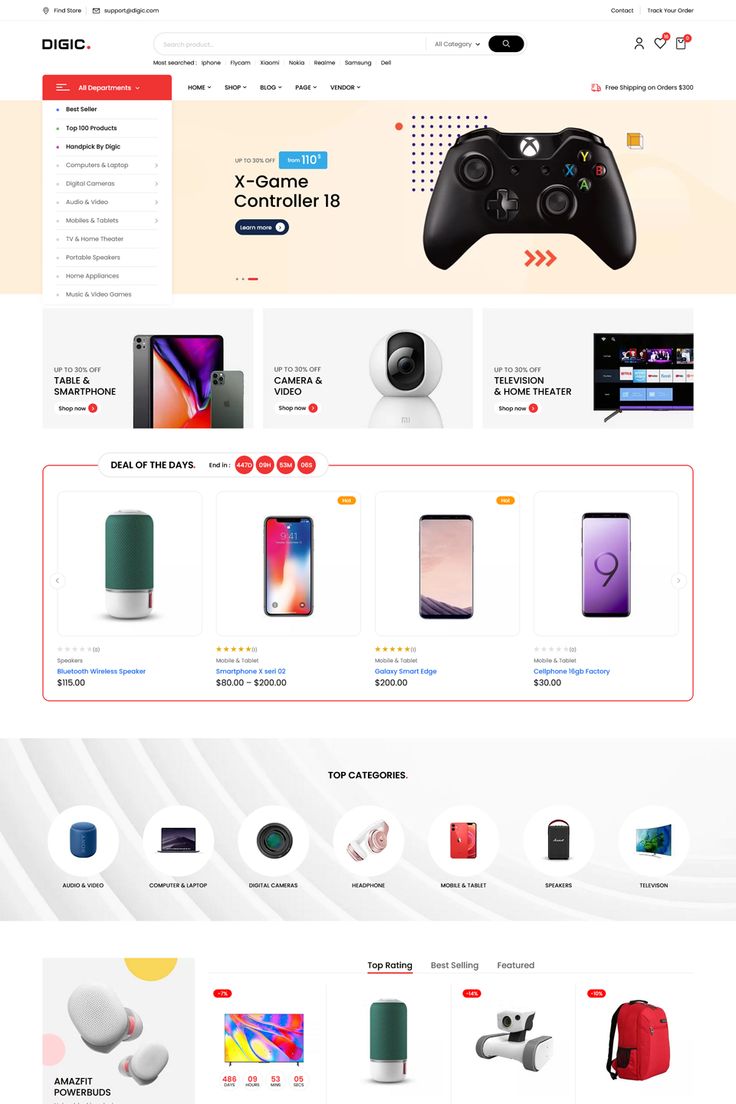 Find Store
support@digic.com
Contact
Track Your Order
DIGIC.
Search product...
All Category
16
0
Most searched : Iphone Flycam Xiaomi Nokia Realme Samsung Dell
All Departments
HOME
SHOP
BLOG
PAGE
VENDOR
Free Shipping on Orders $300
Best Seller
Top 100 Products
Handpick By Digic
Computers & Laptop
Digital Cameras
Audio & Video
Mobiles & Tablets
TV & Home Theater
Portable Speakers
Home Appliances
Music & Video Games
UP TO 30% OFF
from 110$
X-Game
Controller 18
Learn more
Y
X
B
A
UP TO 30% OFF
TABLE &
SMARTPHONE
Shop now
UP TO 30% OFF
CAMERA &
VIDEO
Shop now
mi
UP TO 30% OFF
TELEVISION
& HOME THEATER
Shop now
DEAL OF THE DAYS.
End in :
447D
09H
53M
06S
9:41
Hot
Hot
9
(0)
Speakers
Bluetooth Wireless Speaker
$115.00
(1)
Mobile & Tablet
Smartphone X seri 02
$80.00 – $200.00
(1)
Mobile & Tablet
Galaxy Smart Edge
$200.00
(0)
Mobile & Tablet
Cellphone 16gb Factory
$30.00
TOP CATEGORIES.
AUDIO & VIDEO
COMPUTER & LAPTOP
DIGITAL CAMERAS
HEADPHONE
MOBILE & TABLET
SPEAKERS
TELEVISON
AMAZFIT
POWERBUDS
Top Rating
Best Selling
Featured
-7%
486 09 53 05
DAYS HOURS MINS SECS
-14%
-10%